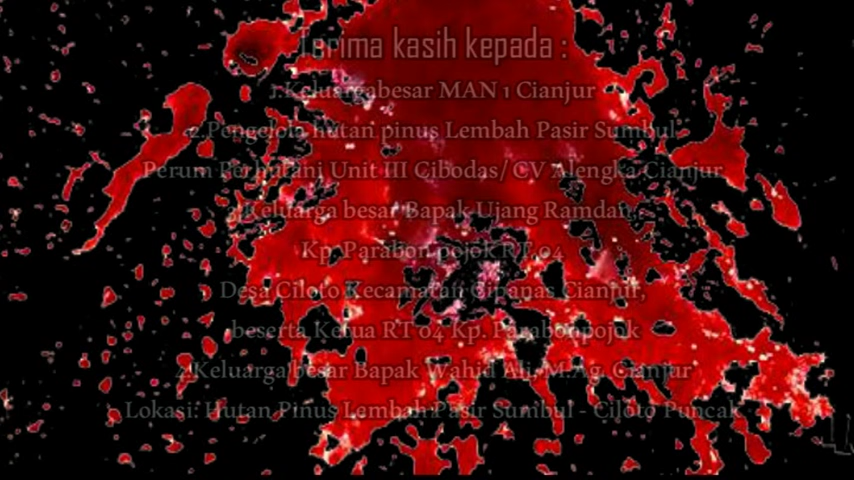 Terima kasih kepada :
1.Keluargabesar MAN 1 Cianjur
2.Pengelola hutan pinus Lembah Pasir Sumbul
Perum Perhutani Unit III Cibodas/ CV Alengka Cianjur
Keluarga besar Bapak Ujang Ramdan
Kp. Parabon pojok RT 04
Desa Ciloto Kecamatan Cipanas Cianjur,
beserta Ketua RT 04 Kp. Parabonpojok
4.Keluarga besar Bapak Wahid Ali, M.Ag. Cianjur
Lokasi: Hutan Pinus Lembah Pasir Sumbul - Ciloto Puncak